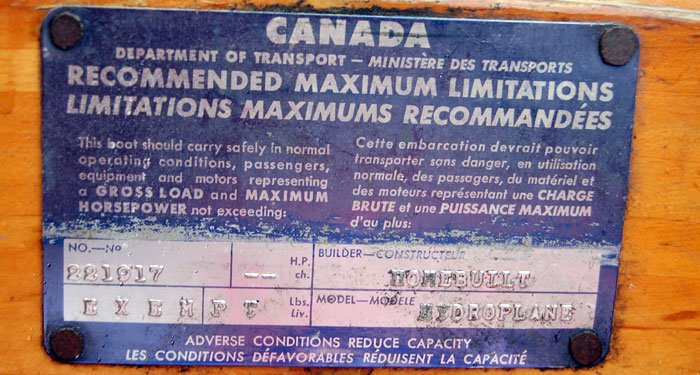 CANADA
DEPARTMENT OF TRANSPORT – MINISTÈRE DES TRANSPORTS
RECOMMENDED MAXIMUM LIMITATIONS
LIMITATIONS MAXIMUMS RECOMMANDÉES
This boat should carry safely in normal
operating conditions, passengers,
equipment and motors representing
a GROSS LOAD and MAXIMUM
HORSEPOWER not exceeding:
Cette embarcation devrait pouvoir
transporter sans danger, en utilisation
normale, des passagers, du matériel et
des moteurs représentant une CHARGE
BRUTE et une PUISSANCE MAXIMUM
d'au plus:
NO.—Nº
221917
-- H.P. ch.
BUILDER—CONSTRUCTEUR
HOMEBUILT
EXEMPT Lbs. Liv.
MODEL—MODÈLE
HYDROPLANE
ADVERSE CONDITIONS REDUCE CAPACITY
LES CONDITIONS DÉFAVORABLES RÉDUISENT LA CAPACITÉ